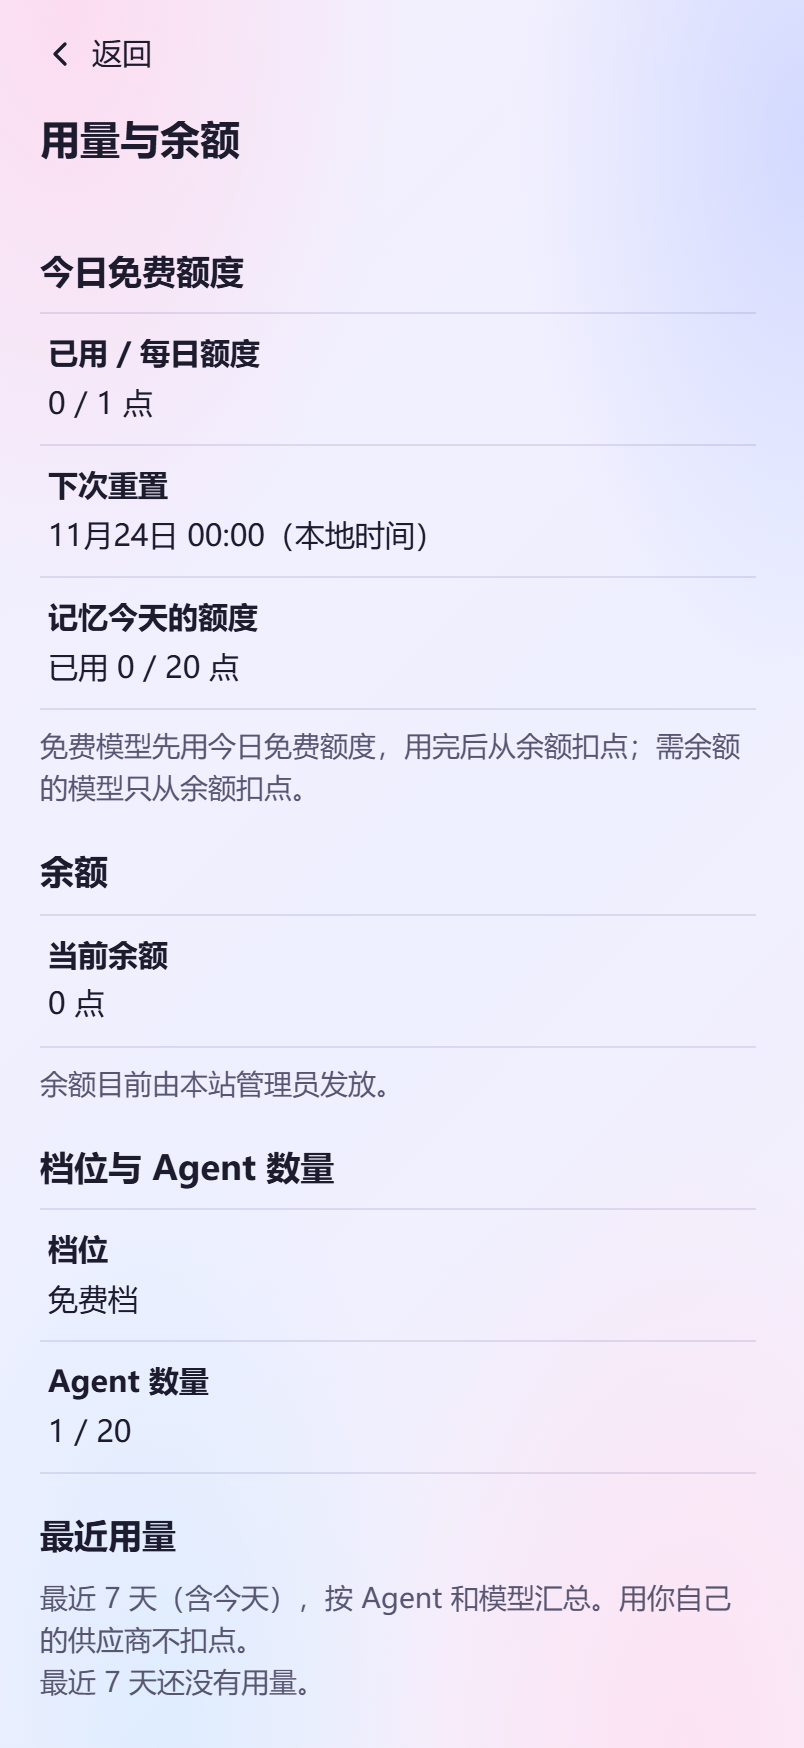 返回
用量与余额
今日免费额度
已用 / 每日额度
0 / 1 点
下次重置
11月24日 00:00（本地时间）
记忆今天的额度
已用 0 / 20 点
免费模型先用今日免费额度，用完后从余额扣点；需余额
的模型只从余额扣点。
余额
当前余额
0 点
余额目前由本站管理员发放。
档位与 Agent 数量
档位
免费档
Agent 数量
1 / 20
最近用量
最近 7 天（含今天），按 Agent 和模型汇总。用你自己
的供应商不扣点。
最近 7 天还没有用量。